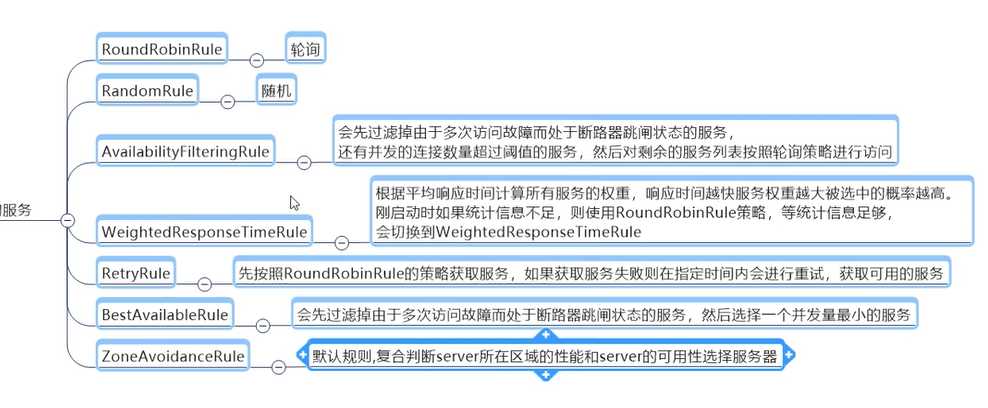 RoundRobinRule
轮询
RandomRule
随机
AvailabilityFilteringRule
会先过滤掉由于多次访问故障而处于断路器跳闸状态的服务，
还有并发的连接数量超过阈值的服务，然后对剩余的服务列表按照轮询策略进行访问
的服务
WeightedResponseTimeRule
根据平均响应时间计算所有服务的权重，响应时间越快服务权重越大被选中的概率越高。
刚启动时如果统计信息不足，则使用RoundRobinRule策略，等统计信息足够，
会切换到WeightedResponseTimeRule
RetryRule
先按照RoundRobinRule的策略获取服务，如果获取服务失败则在指定时间内会进行重试，获取可用的服务
BestAvailableRule
会先过滤掉由于多次访问故障而处于断路器跳闸状态的服务，然后选择一个并发量最小的服务
ZoneAvoidanceRule
默认规则,复合判断server所在区域的性能和server的可用性选择服务器